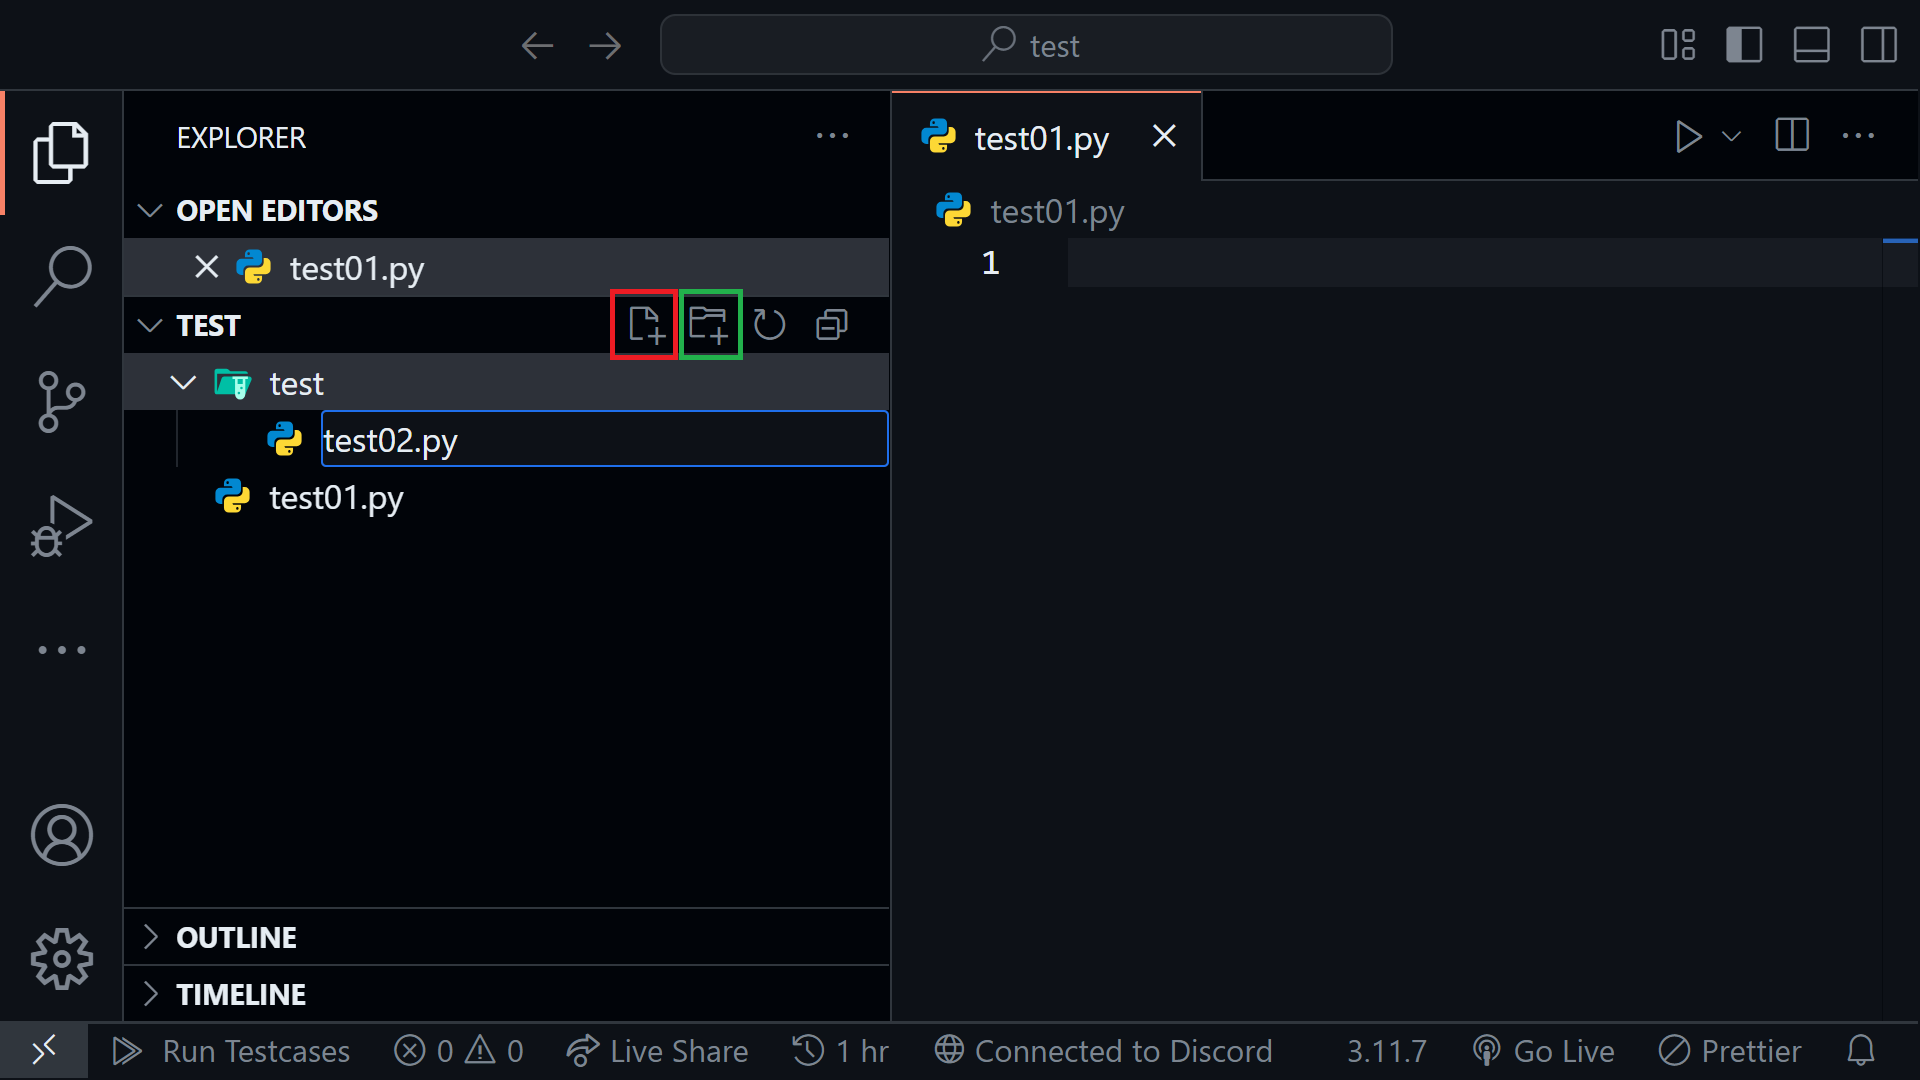 test
EXPLORER
OPEN EDITORS
test01.py
TEST
test
test02.py
test01.py
OUTLINE
TIMELINE
test01.py
test01.py
1
Run Testcases 0 0 Live Share 1 hr Connected to Discord 3.11.7 Go Live Prettier